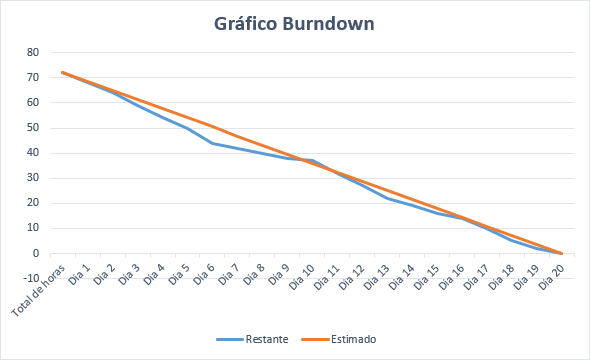 Gráfico Burndown
80
70
60
50
40
30
20
10
0
-10
Total de horas
Dia 1
Dia 2
Dia 3
Dia 4
Dia 5
Dia 6
Dia 7
Dia 8
Dia 9
Dia 10
Dia 11
Dia 12
Dia 13
Dia 14
Dia 15
Dia 16
Dia 17
Dia 18
Dia 19
Dia 20
Restante
Estimado